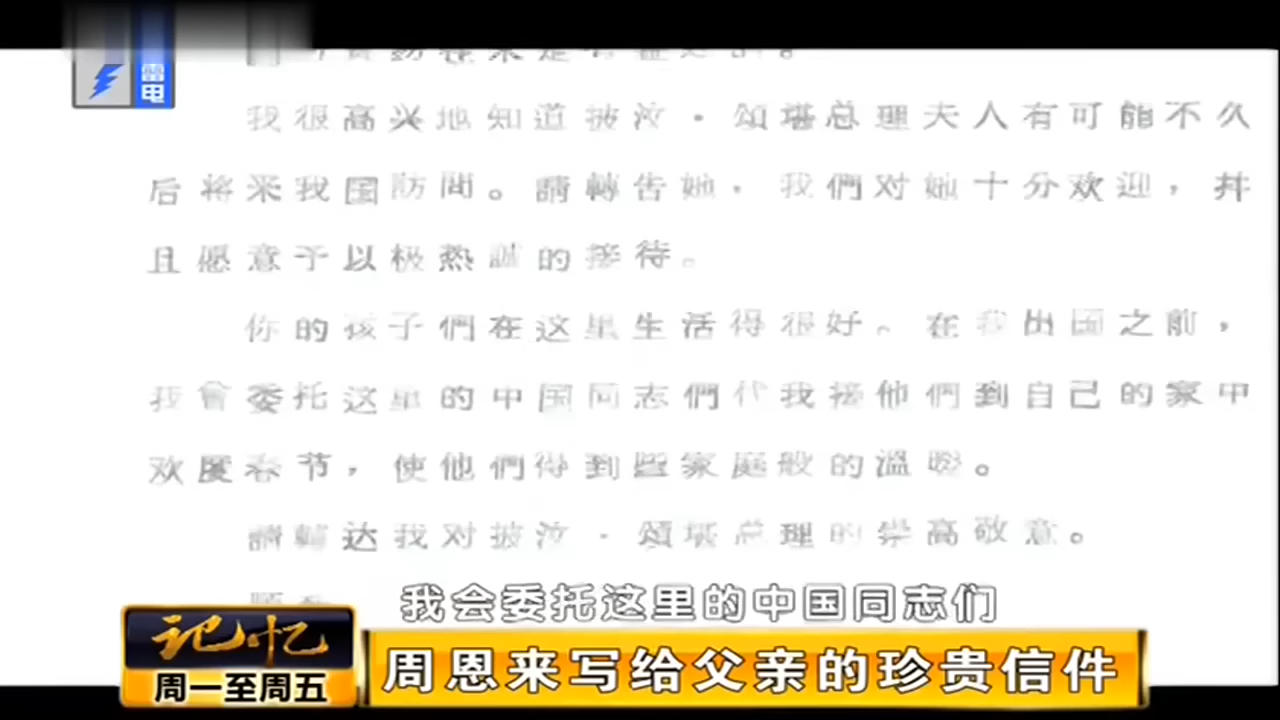 雷电
我很高兴地知道披汶·頌堪总理夫人有可能不久
后将来我国訪問。請轉告她，我們对她十分欢迎，并
且愿意予以极热誠的接待。
你的孩子們在这里生活得很好。在我出国之前，
我曾委托这里的中国同志們代我接他們到自己的家中
欢度春节，使他們得到些家庭般的溫暖。
請轉达我对披汶·頌堪总理的崇高敬意。
我会委托这里的中国同志们
记忆
周一至周五
周恩来写给父亲的珍贵信件